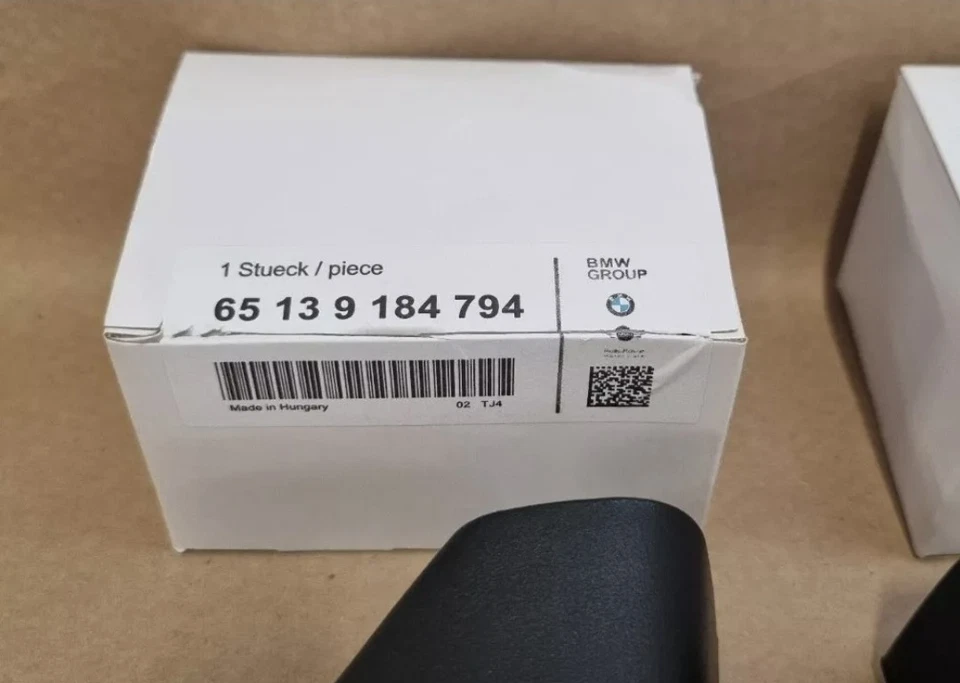 1 Stueck / piece
65 13 9 184 794
Made in Hungary
02 TJ4
BMW
GROUP